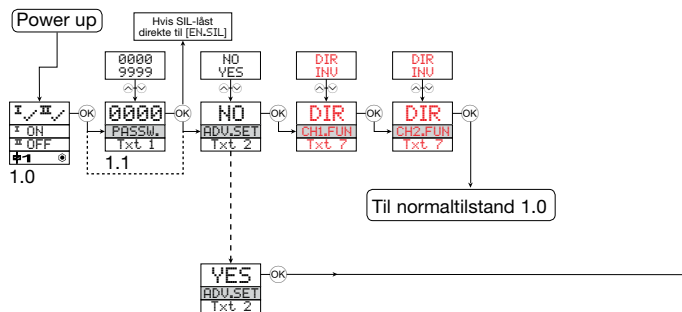 Power up
Hvis SIL-låst
direkte til [EN.SIL]
0000
9999
NO
YES
DIR
INV
DIR
INV
I✓II✓
I ON
II OFF
1
1.0
OK
0000
PASSW.
Txt 1
1.1
OK
NO
ADV.SET
Txt 2
OK
DIR
CH1.FUN
Txt 7
OK
DIR
CH2.FUN
Txt 7
OK
Til normaltilstand 1.0
YES
ADV.SET
Txt 2
OK